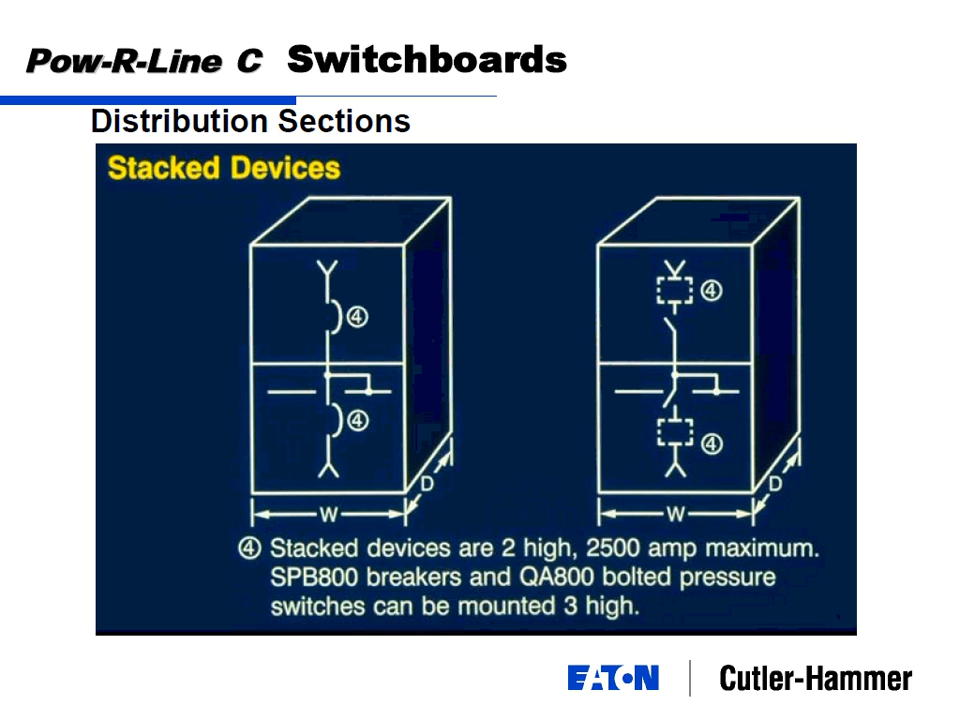 Pow-R-Line C Switchboards
Distribution Sections
Stacked Devices
④ ④
④ ④
D D
W W
④ Stacked devices are 2 high, 2500 amp maximum.
SPB800 breakers and QA800 bolted pressure
switches can be mounted 3 high.
EATON Cutler-Hammer